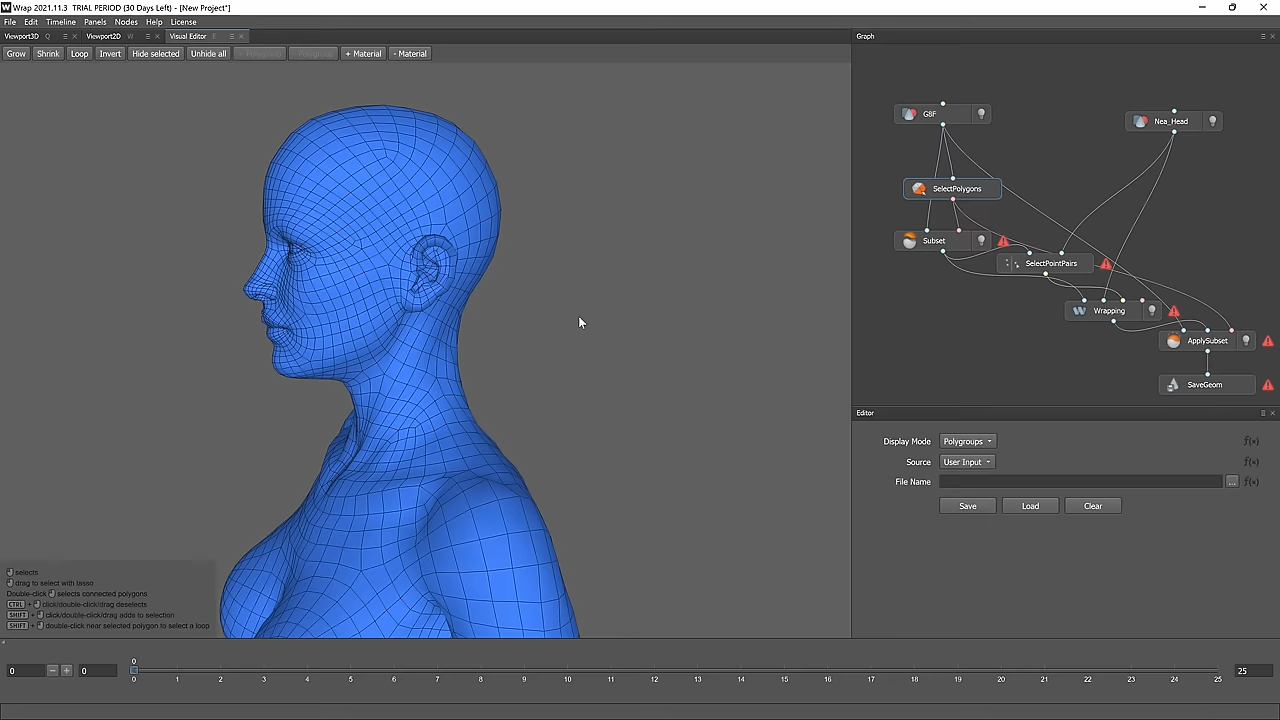 W Wrap 2021.11.3 TRIAL PERIOD (30 Days Left) - [New Project*]
File Edit Timeline Panels Nodes Help License
Viewport3D Q Viewport2D W Visual Editor E
Graph
Grow Shrink Loop Invert Hide selected Unhide all + Material - Material
G8F
Nea_Head
SelectPolygons
Subset
SelectPointPairs
Wrapping
ApplySubset
SaveGeom
Editor
Display Mode Polygroups f(x)
Source User Input f(x)
File Name ... f(x)
Save Load Clear
selects
drag to select with lasso
Double-click selects connected polygons
CTRL + click/double-click/drag deselects
SHIFT + click/double-click/drag adds to selection
SHIFT + double-click near selected polygon to select a loop
0 − + 0 0 25
0 1 2 3 4 5 6 7 8 9 10 11 12 13 14 15 16 17 18 19 20 21 22 23 24 25